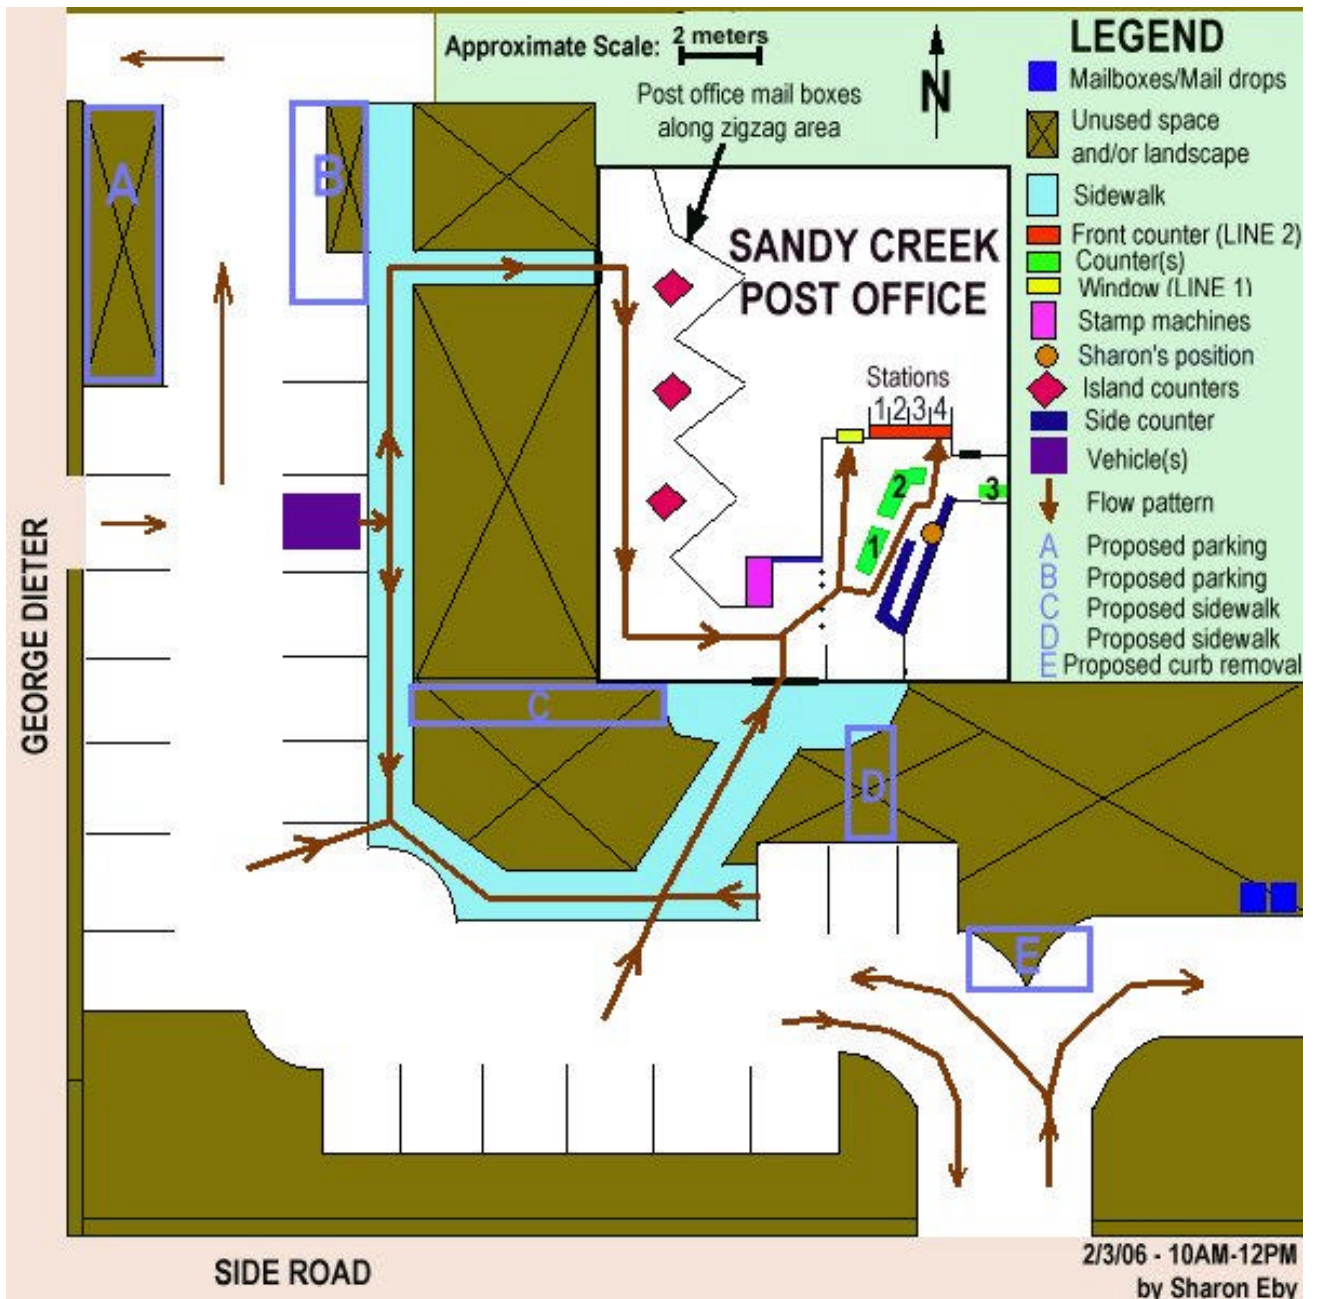 Approximate Scale: 2 meters
N
Post office mail boxes
along zigzag area
LEGEND
Mailboxes/Mail drops
Unused space
and/or landscape
Sidewalk
Front counter (LINE 2)
Counter(s)
Window (LINE 1)
Stamp machines
Sharon's position
Island counters
Side counter
Vehicle(s)
Flow pattern
A Proposed parking
B Proposed parking
C Proposed sidewalk
D Proposed sidewalk
E Proposed curb removal
A
B
SANDY CREEK
POST OFFICE
Stations
1 2 3 4
2
3
1
GEORGE DIETER
C
D
E
SIDE ROAD
2/3/06 - 10AM-12PM
by Sharon Eby